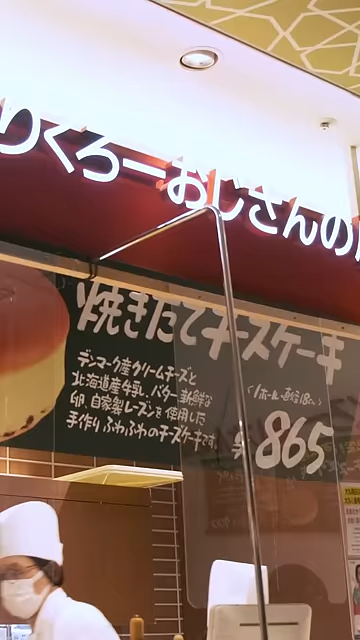 りくろーおじさんの
焼きたてチーズケーキ
デンマーク産クリームチーズと
北海道産牛乳、バター、新鮮な
卵、自家製レーズンを使用した
手作りふわふわのチーズケーキです。
(1ホール直径18cm)
865